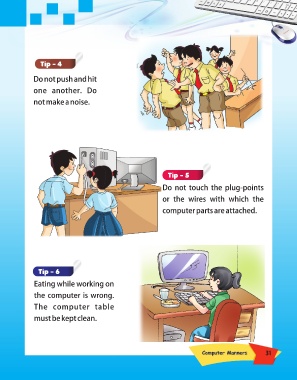 Tip - 4
Do not push and hit
one another. Do
not make a noise.
Tip - 5
Do not touch the plug-points
or the wires with which the
computer parts are attached.
Tip - 6
Eating while working on
the computer is wrong.
The computer table
must be kept clean.
Computer Manners 31